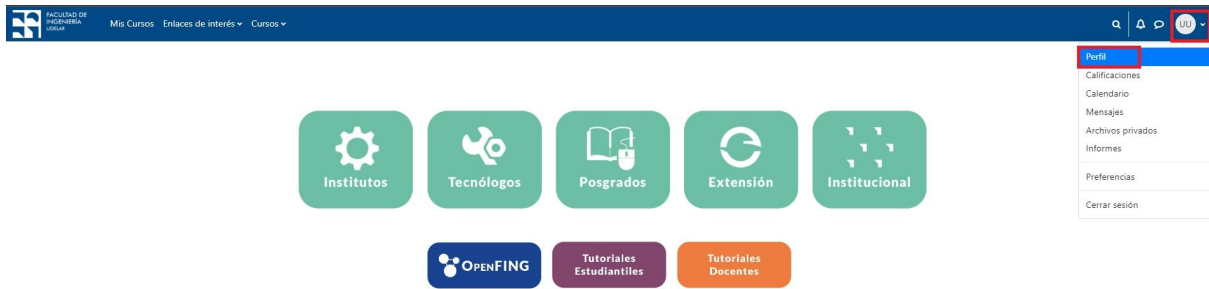 FACULTAD DE
INGENIERÍA
UDELAR
Mis Cursos Enlaces de interés Cursos
UU
Perfil
Calificaciones
Calendario
Mensajes
Archivos privados
Informes
Preferencias
Cerrar sesión
Institutos
Tecnólogos
Posgrados
Extensión
Institucional
OPENFING
Tutoriales
Estudiantiles
Tutoriales
Docentes